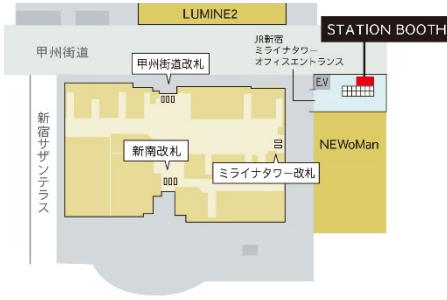 LUMINE2
STATION BOOTH
JR新宿
ミライナタワー
オフィスエントランス
甲州街道
甲州街道改札
E.V
新宿サザンテラス
新南改札
ミライナタワー改札
NEWoMan